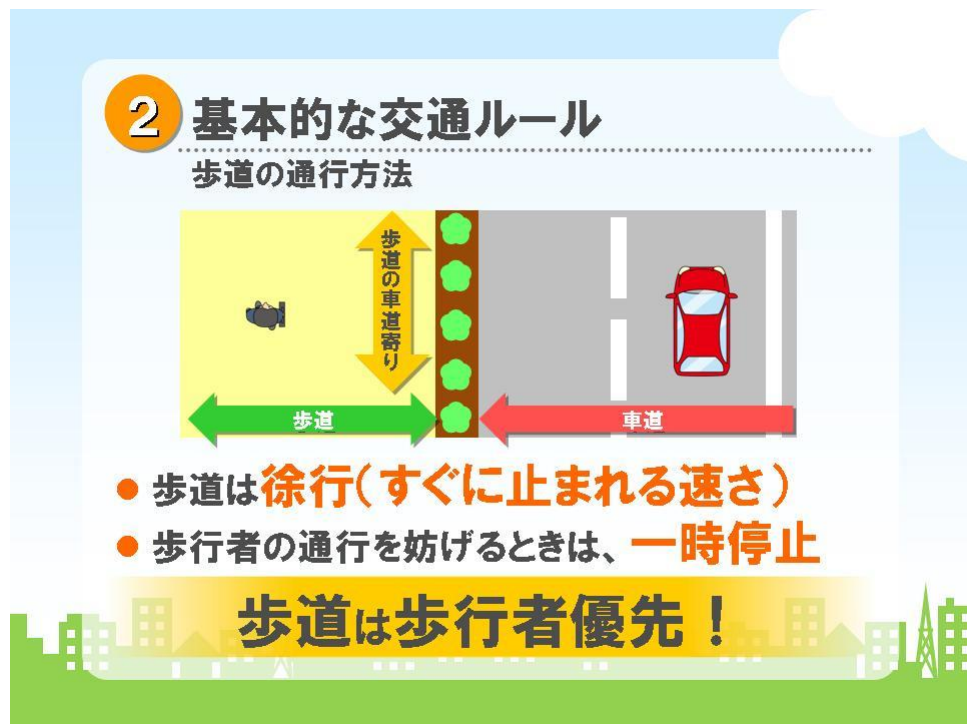 2 基本的な交通ルール
歩道の通行方法
歩道の車道寄り
歩道
車道
● 歩道は徐行(すぐに止まれる速さ)
● 歩行者の通行を妨げるときは、一時停止
歩道は歩行者優先!